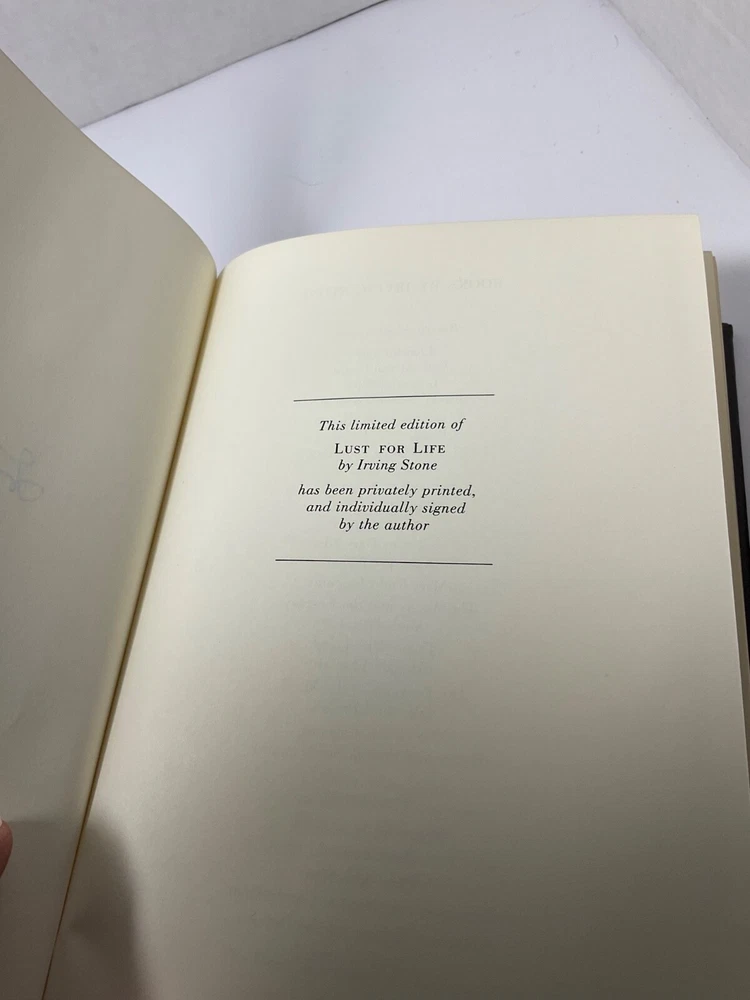 This limited edition of
LUST FOR LIFE
by Irving Stone
has been privately printed,
and individually signed
by the author